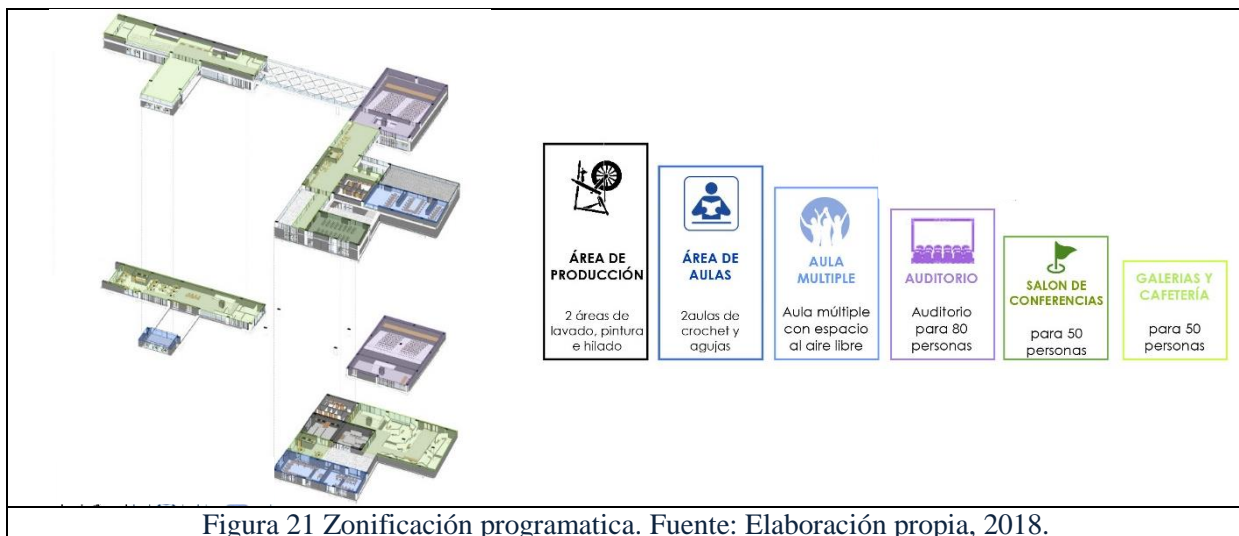 ÁREA DE
PRODUCCIÓN
2 áreas de
lavado, pintura
e hilado
ÁREA DE
AULAS
2aulas de
crochet y
agujas
AULA
MULTIPLE
Aula múltiple
con espacio
al aire libre
AUDITORIO
Auditorio
para 80
personas
SALON DE
CONFERENCIAS
para 50
personas
GALERIAS Y
CAFETERÍA
para 50
personas
Figura 21 Zonificación programatica. Fuente: Elaboración propia, 2018.